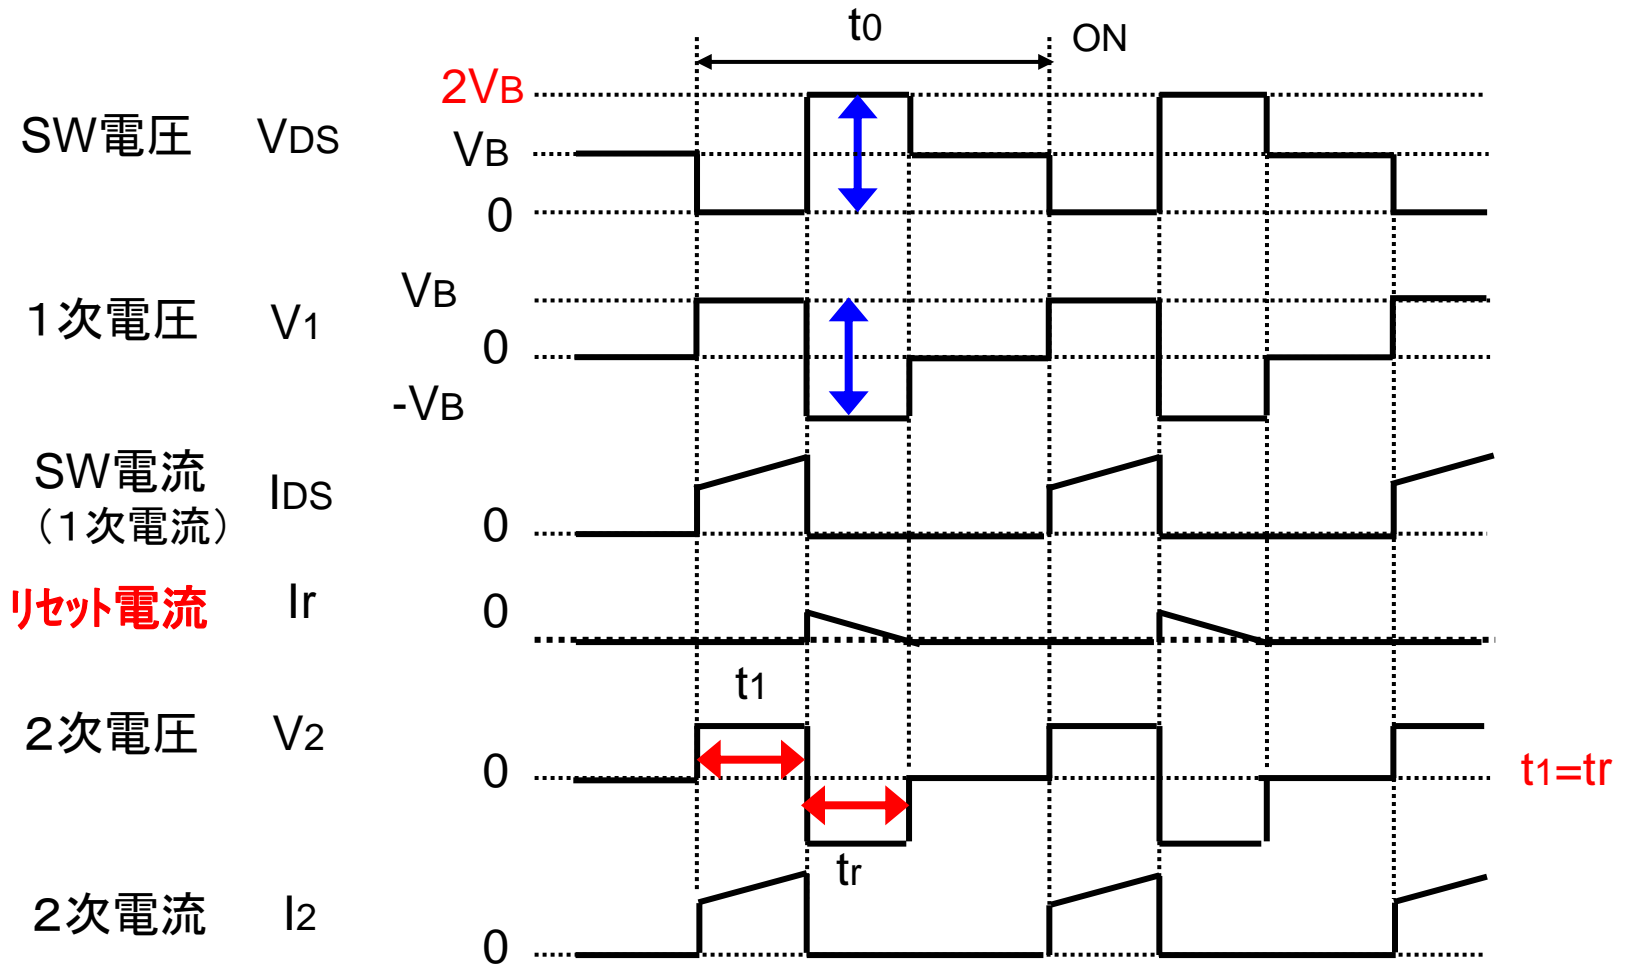 t0
ON
2VB
SW電圧 VDS
VB
0
VB
1次電圧 V1
0
-VB
SW電流
(1次電流)
IDS
0
リセット電流 Ir
0
t1
2次電圧 V2
0
t1=tr
tr
2次電流 I2
0